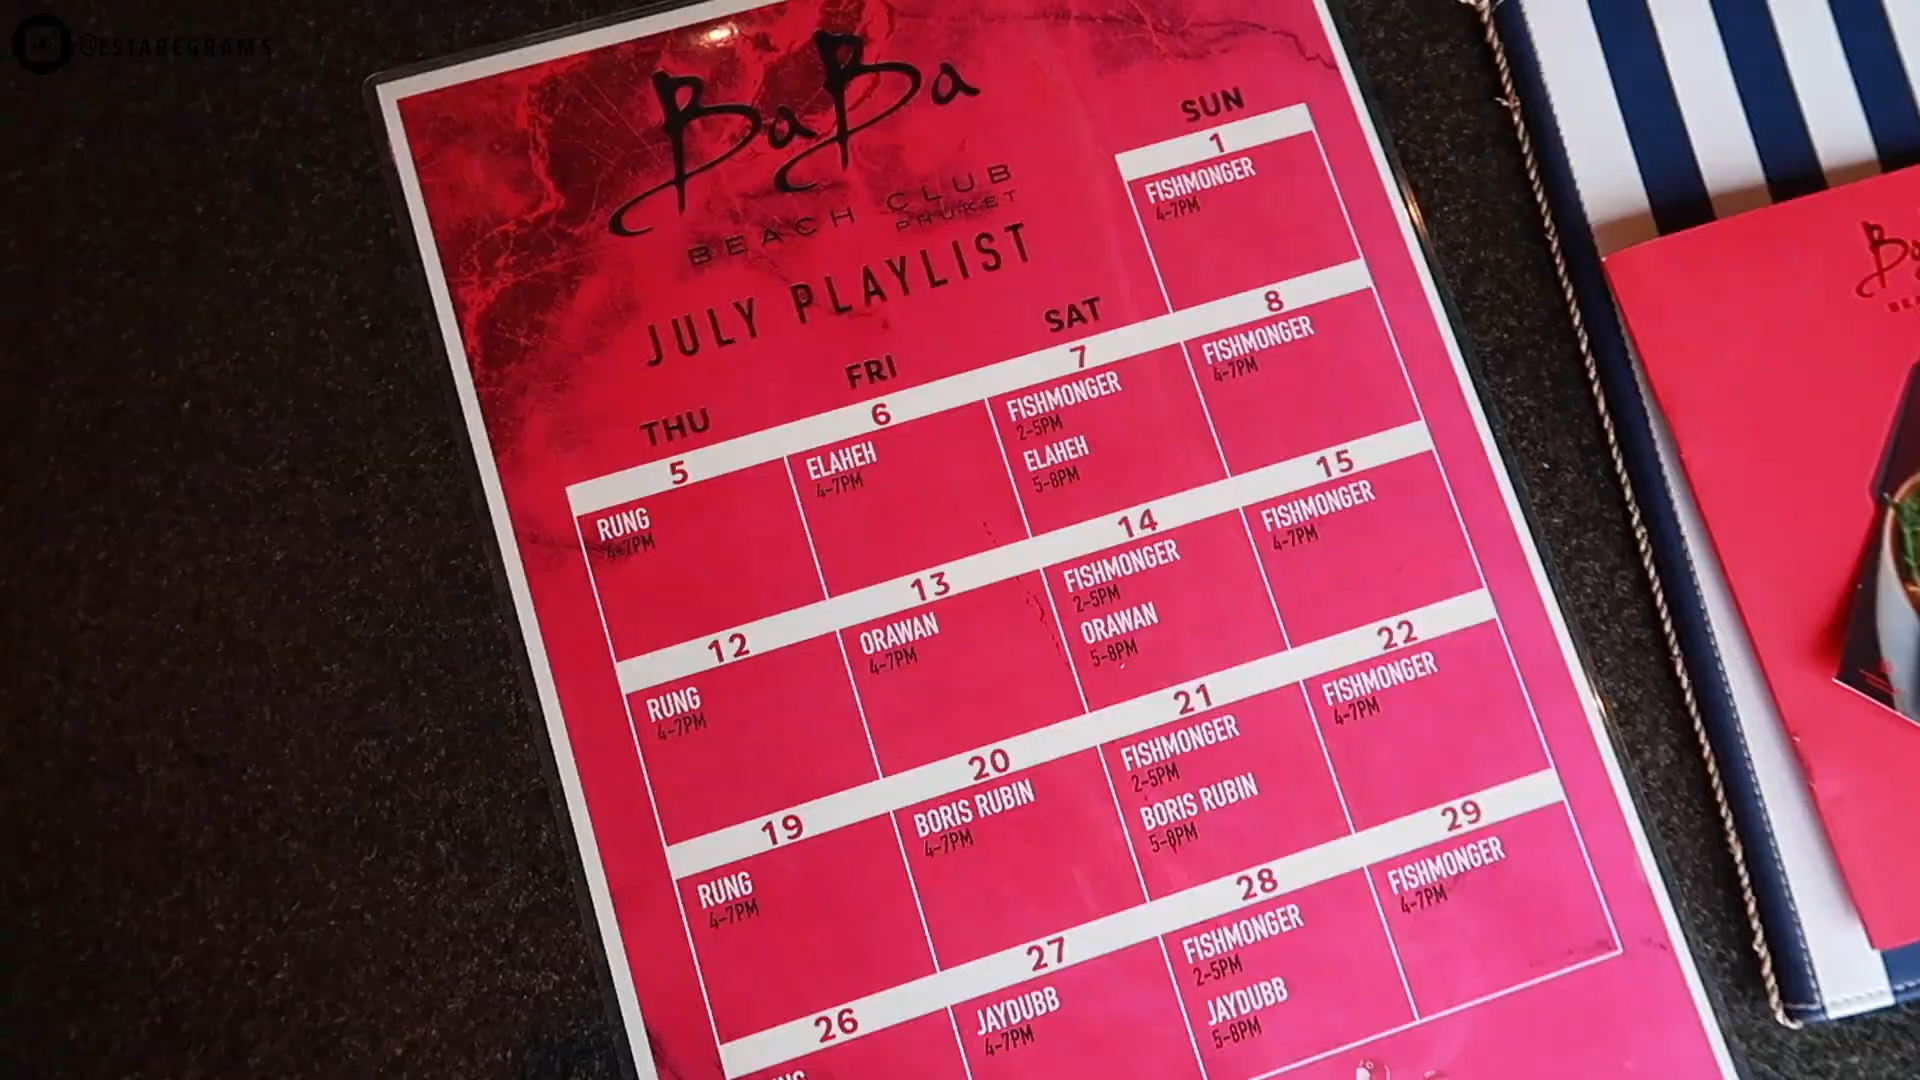 @ESTAREGRAMS
BaBa
BEACH CLUB
PHUKET
JULY PLAYLIST
SUN
1
FISHMONGER
4-7PM
THU
FRI
SAT
5
6
7
8
RUNG
4-7PM
ELAHEH
4-7PM
FISHMONGER
2-5PM
ELAHEH
5-8PM
FISHMONGER
4-7PM
12
13
14
15
RUNG
4-7PM
ORAWAN
4-7PM
FISHMONGER
2-5PM
ORAWAN
5-8PM
FISHMONGER
4-7PM
19
20
21
22
RUNG
4-7PM
BORIS RUBIN
4-7PM
FISHMONGER
2-5PM
BORIS RUBIN
5-8PM
FISHMONGER
4-7PM
26
27
28
29
JAYDUBB
4-7PM
FISHMONGER
2-5PM
JAYDUBB
5-8PM
FISHMONGER
4-7PM